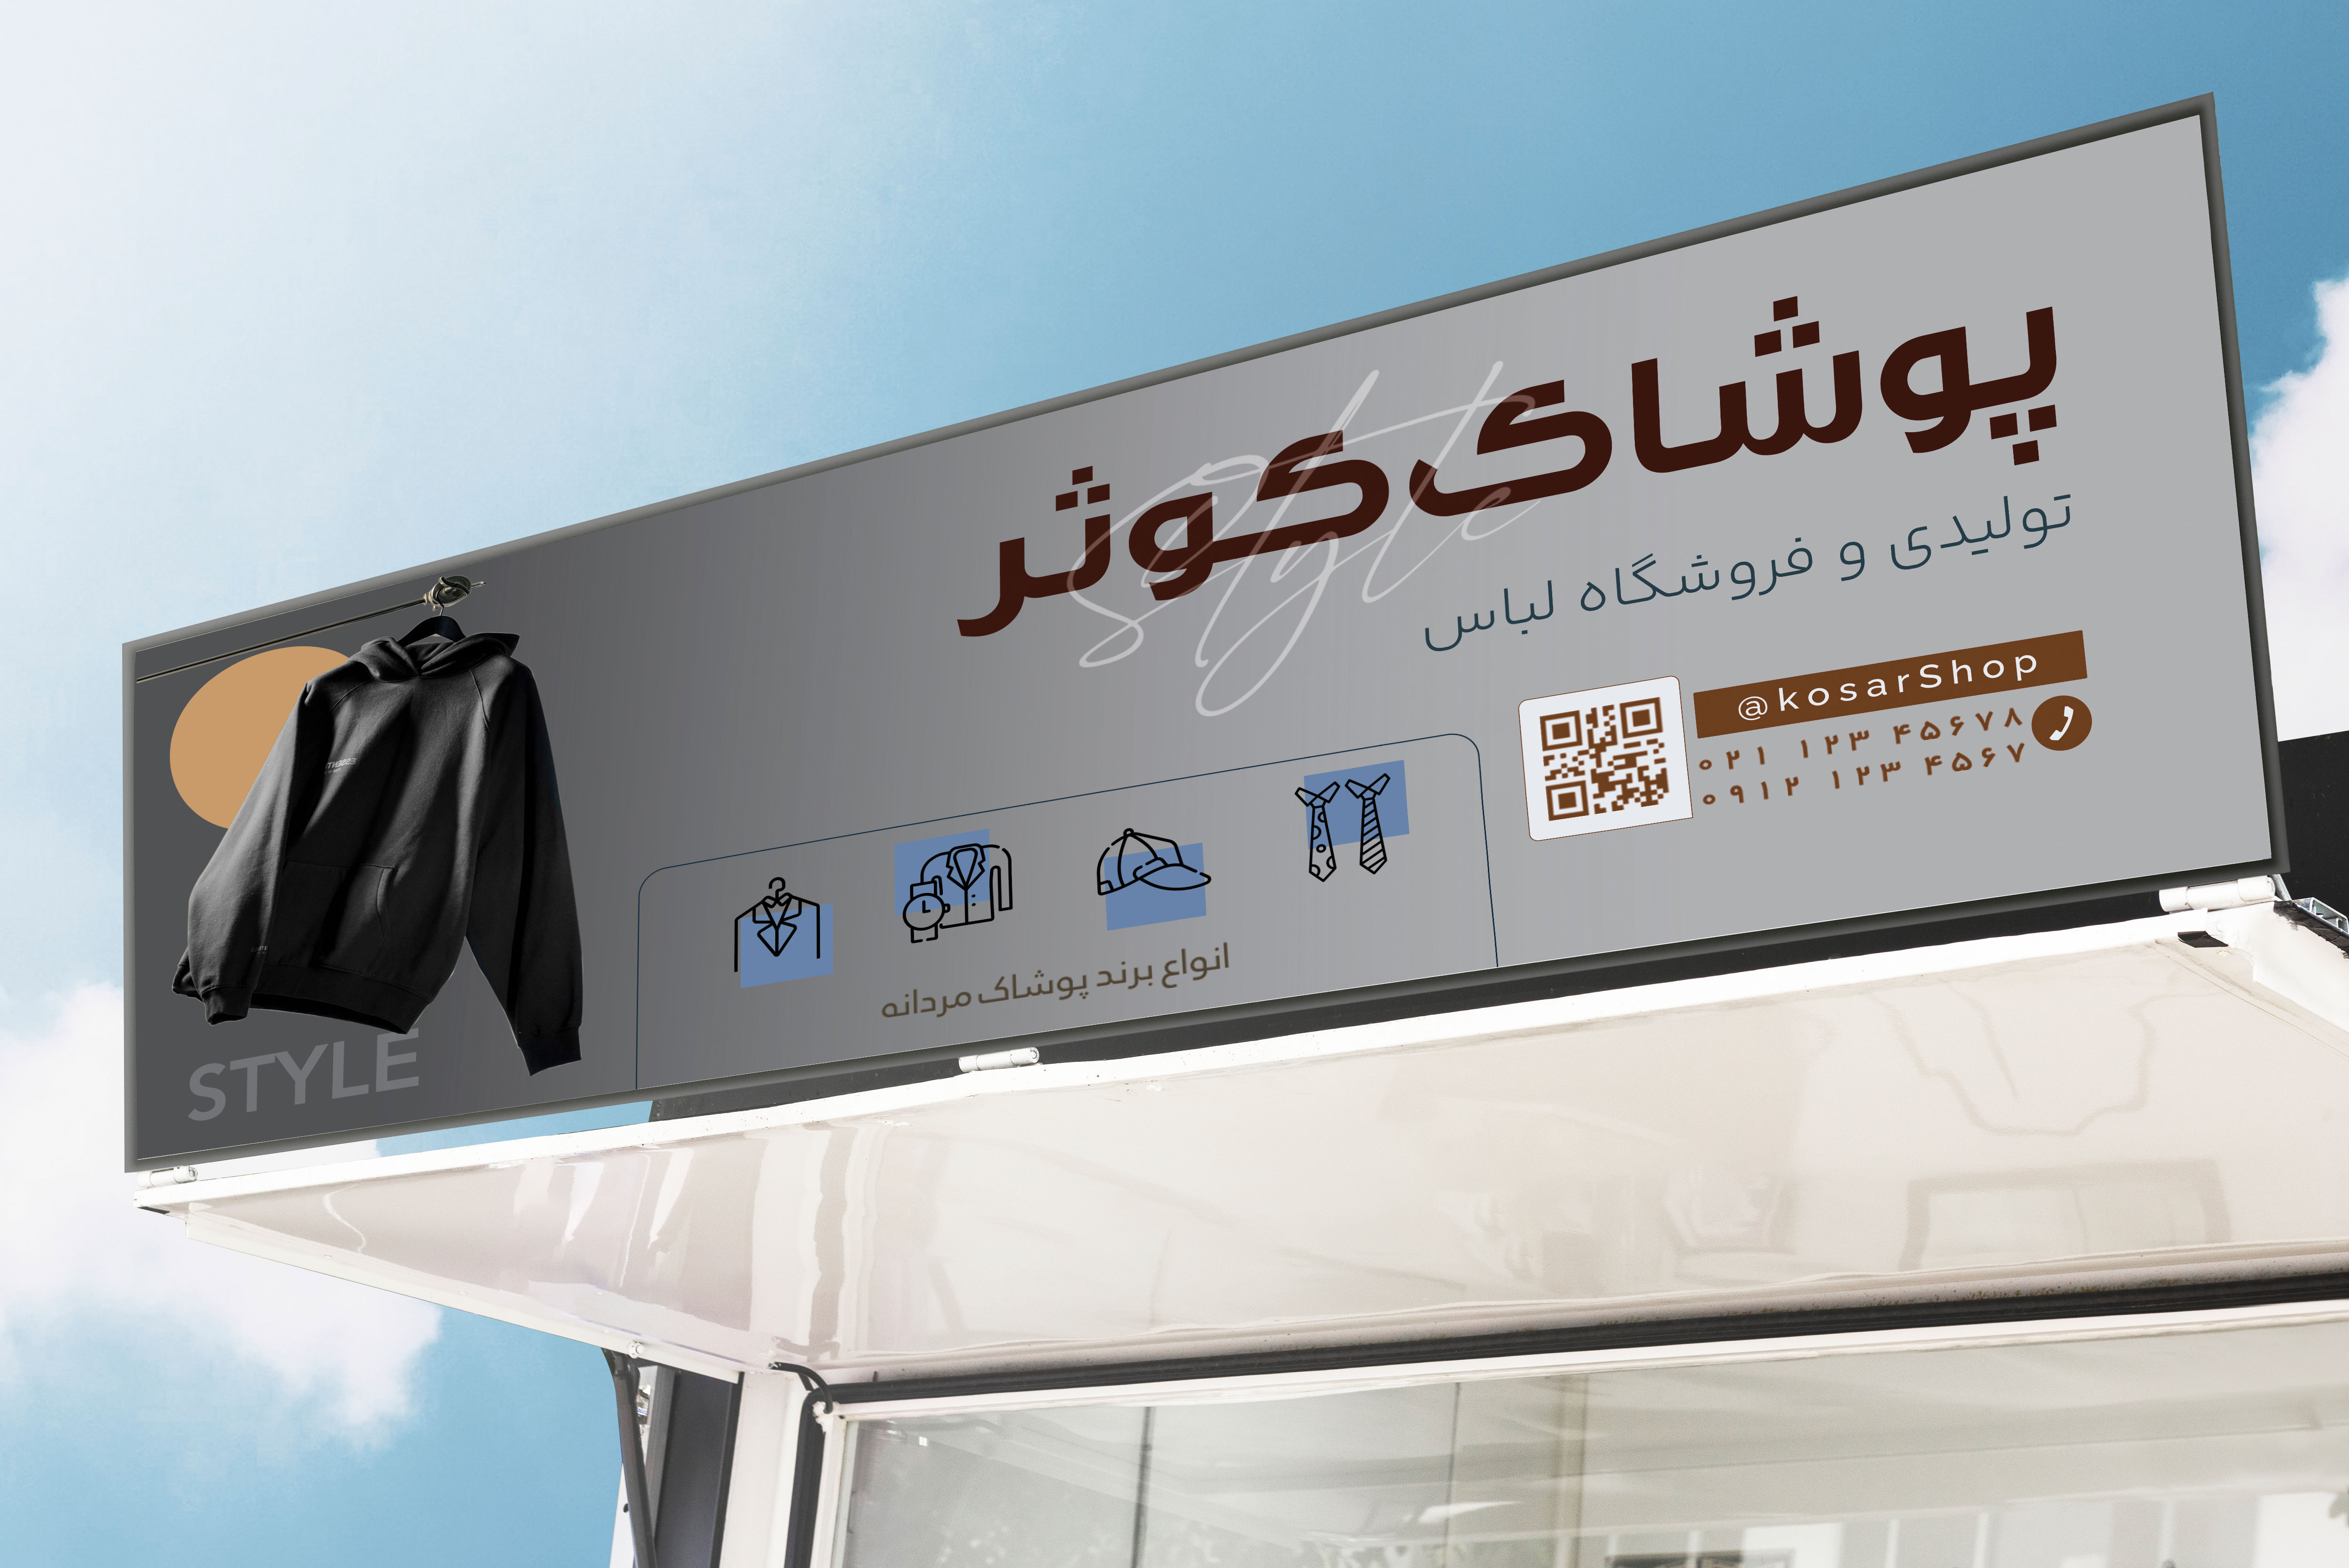 پوشاک کوثر
Style
تولیدی و فروشگاه لباس
@kosarShop
۰۲۱ ۱۲۳ ۴۵۶۷۸
۰۹۱۲ ۱۲۳ ۴۵۶۷
انواع برند پوشاک مردانه
STYLE